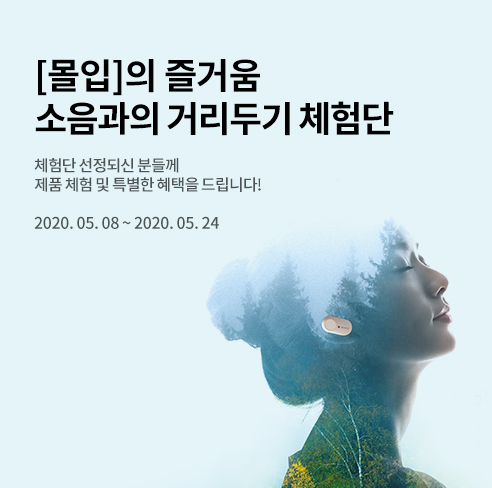 [몰입]의 즐거움
소음과의 거리두기 체험단
체험단 선정되신 분들께
제품 체험 및 특별한 혜택을 드립니다!
2020. 05. 08 ~ 2020. 05. 24